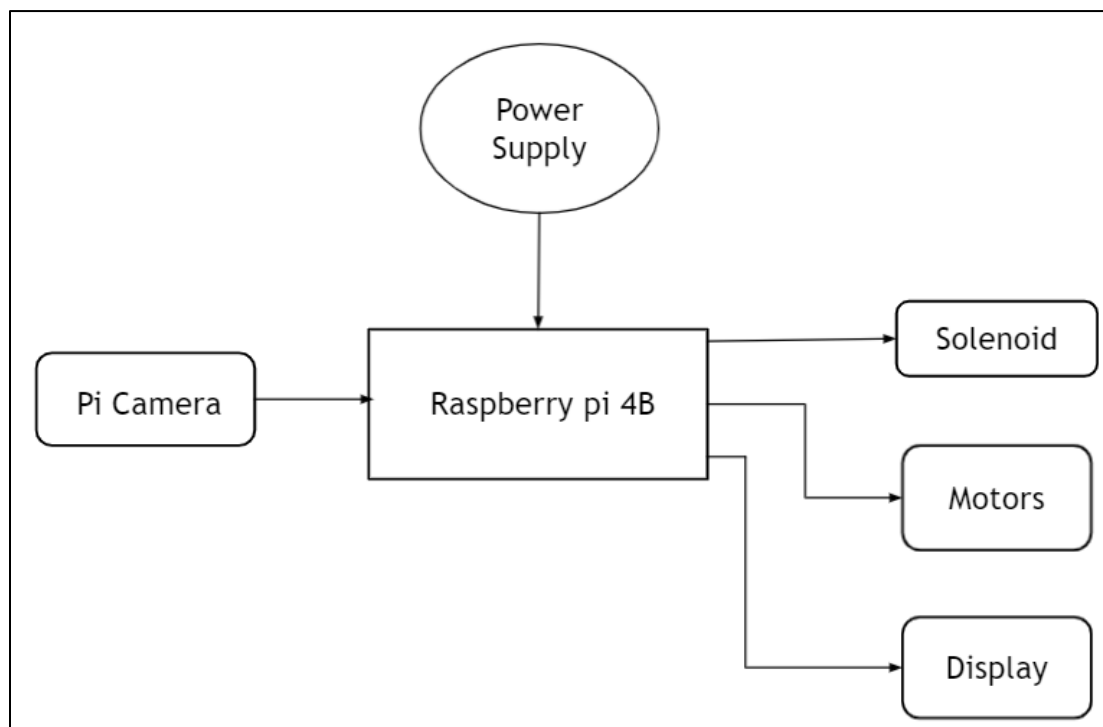 Power
Supply
Solenoid
Pi Camera
Raspberry pi 4B
Motors
Display